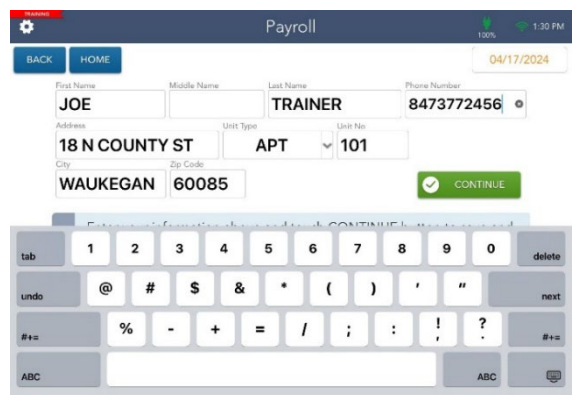 TRAINING
Payroll
100%
1:30 PM
BACK
HOME
04/17/2024
First Name
Middle Name
Last Name
Phone Number
JOE
TRAINER
8473772456
Address
Unit Type
Unit No
18 N COUNTY ST
APT
101
City
Zip Code
WAUKEGAN
60085
CONTINUE
tab 1 2 3 4 5 6 7 8 9 0 delete
undo @ # $ & * ( ) ' " next
#+= % - + = / ; : ! , ? . #+=
ABC ABC